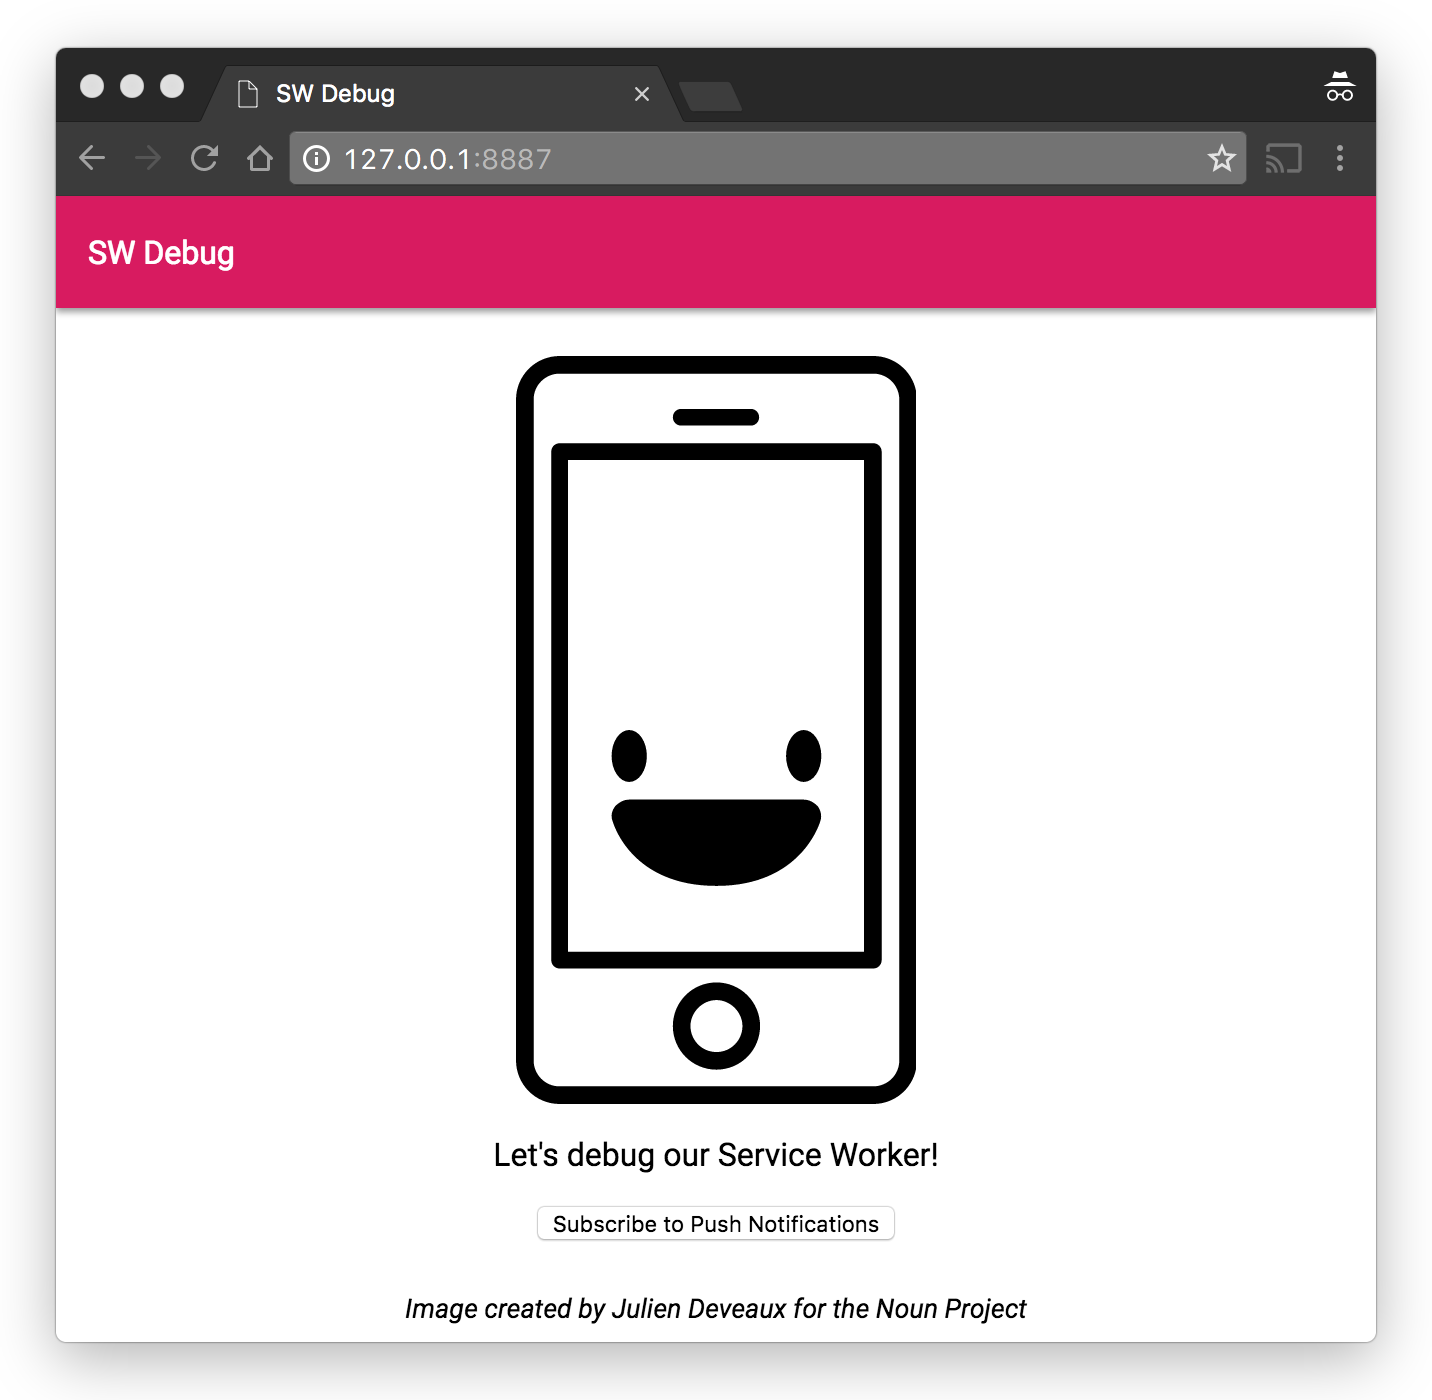 SW Debug
127.0.0.1:8887
SW Debug
Let's debug our Service Worker!
Subscribe to Push Notifications
Image created by Julien Deveaux for the Noun Project